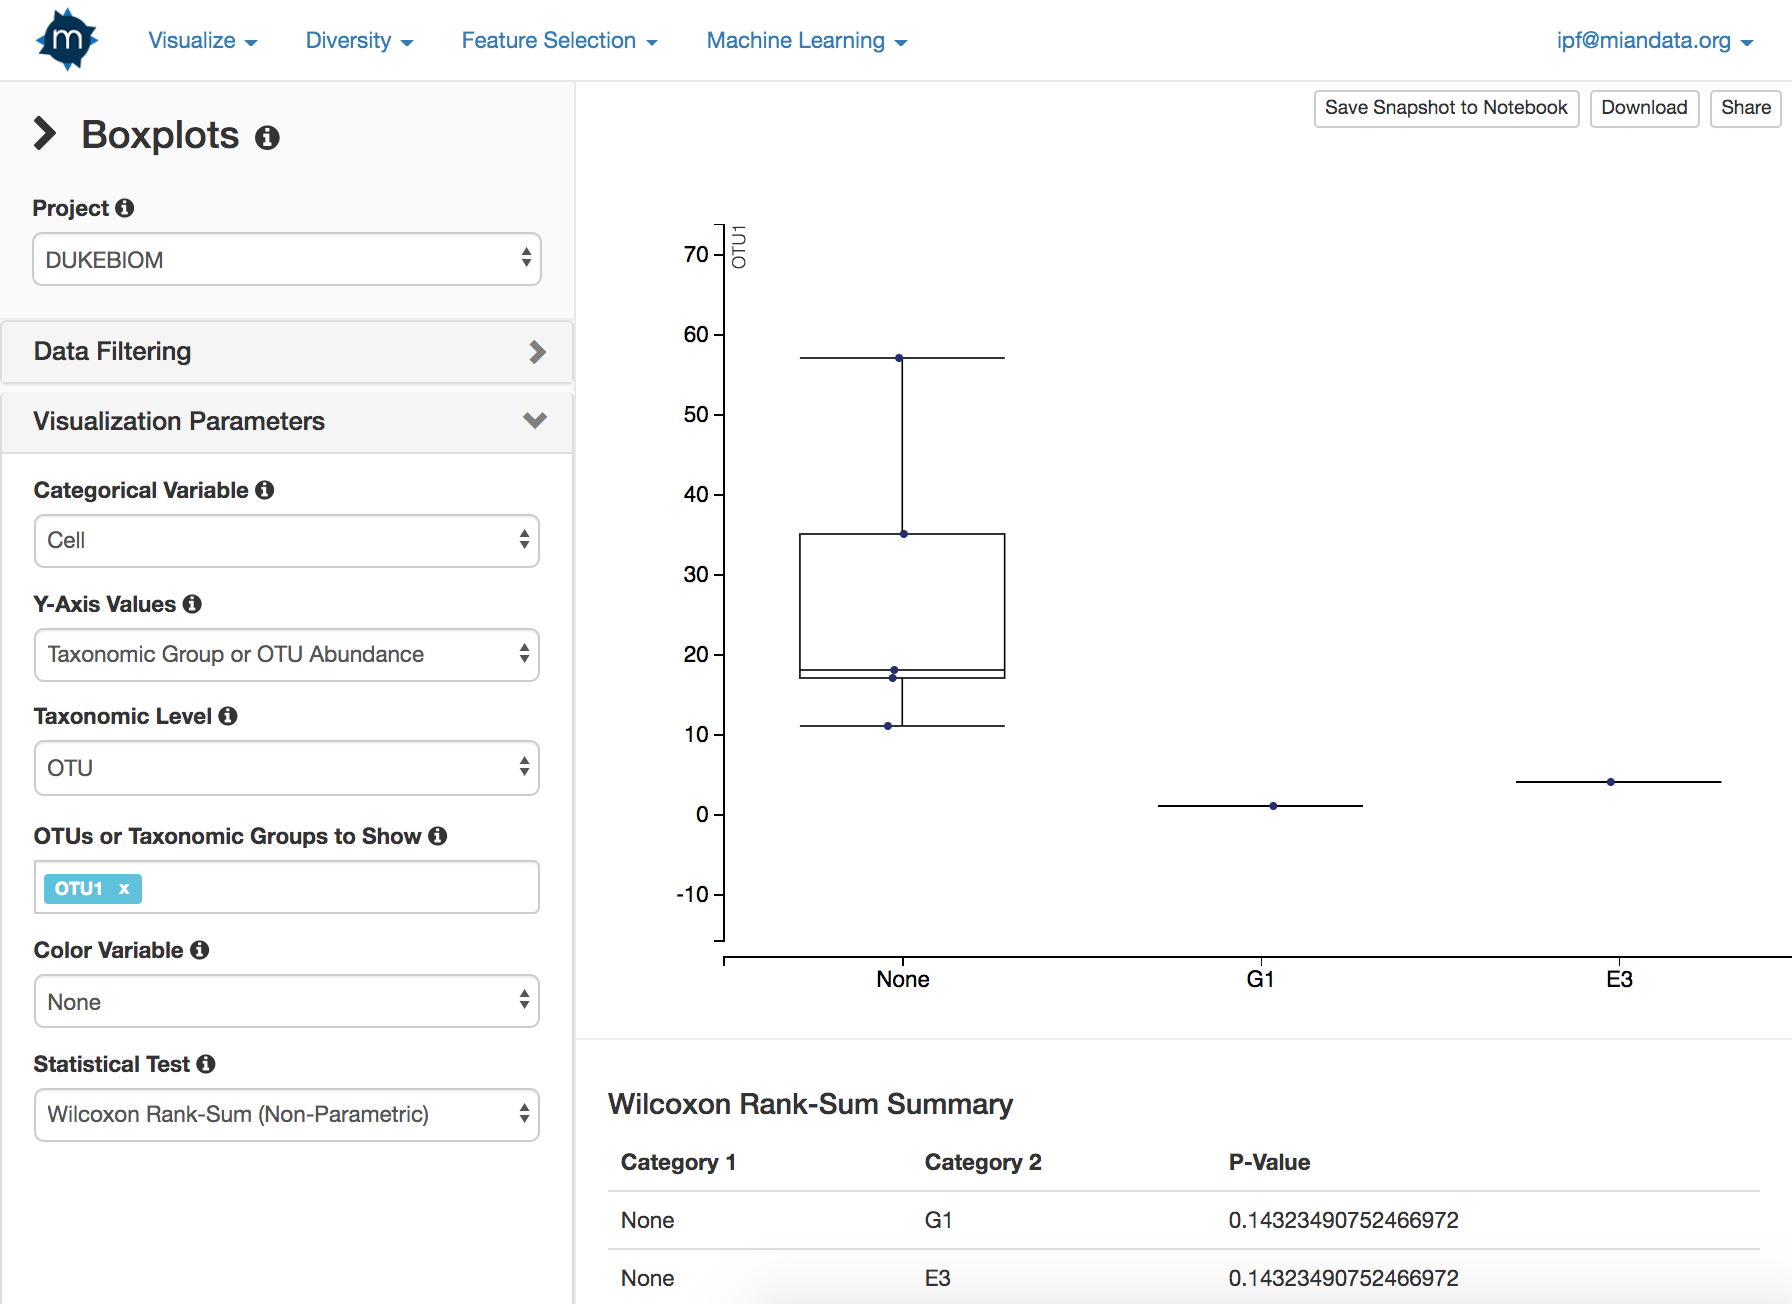 m
Visualize
Diversity
Feature Selection
Machine Learning
ipf@miandata.org
Boxplots
Project
DUKEBIOM
Data Filtering
Visualization Parameters
Categorical Variable
Cell
Y-Axis Values
Taxonomic Group or OTU Abundance
Taxonomic Level
OTU
OTUs or Taxonomic Groups to Show
OTU1 x
Color Variable
None
Statistical Test
Wilcoxon Rank-Sum (Non-Parametric)
Save Snapshot to Notebook
Download
Share
OTU1
70
60
50
40
30
20
10
0
-10
None
G1
E3
Wilcoxon Rank-Sum Summary
Category 1 Category 2 P-Value
None G1 0.14323490752466972
None E3 0.14323490752466972